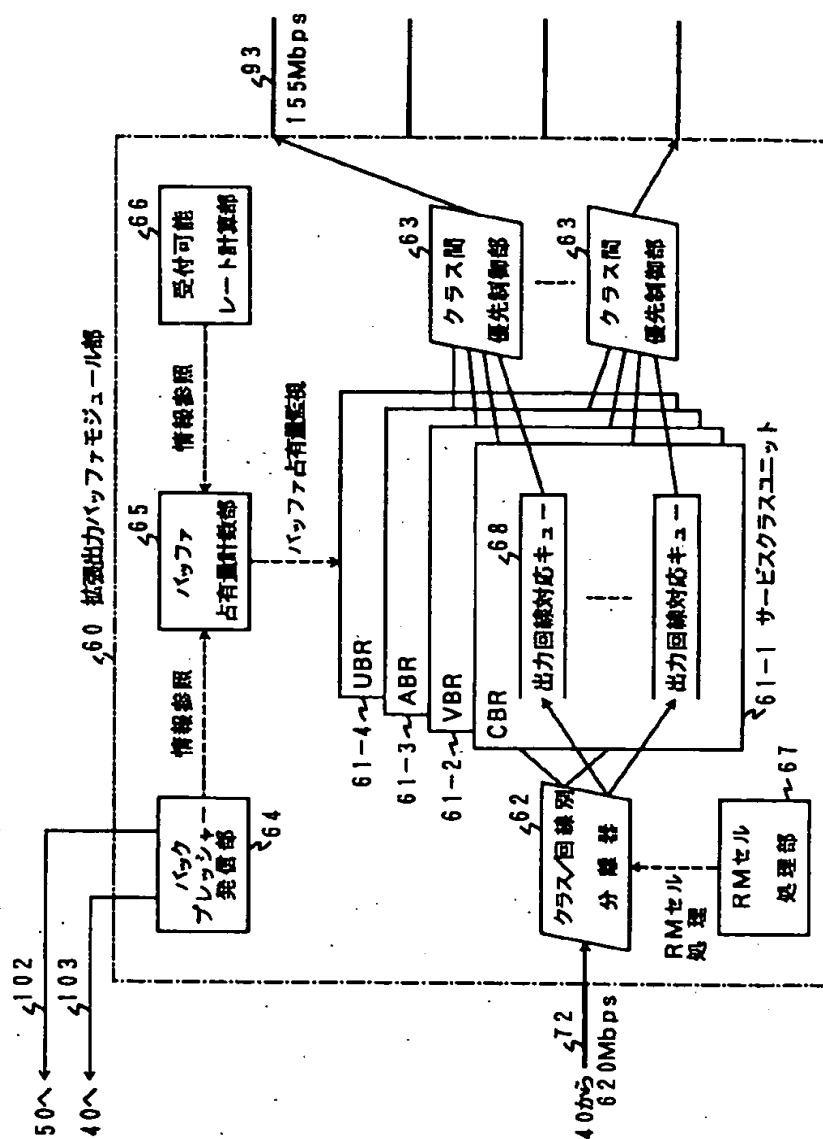 60 拡張出力バッファモジュール部
50へ
102
40へ
103
バック
プレッシャー
発信部
64
情報参照
65
バッファ
占有量計数部
情報参照
66
受付可能
レート計算部
バッファ占有量監視
93
155Mbps
61-4
UBR
61-3
ABR
61-2
VBR
CBR
68
出力回線対応キュー
出力回線対応キュー
61-1 サービスクラスユニット
63
クラス間
優先制御部
63
クラス間
優先制御部
62
クラス/回線別
分離器
72
40から
620Mbps
RMセル
処理
RMセル
処理部
67